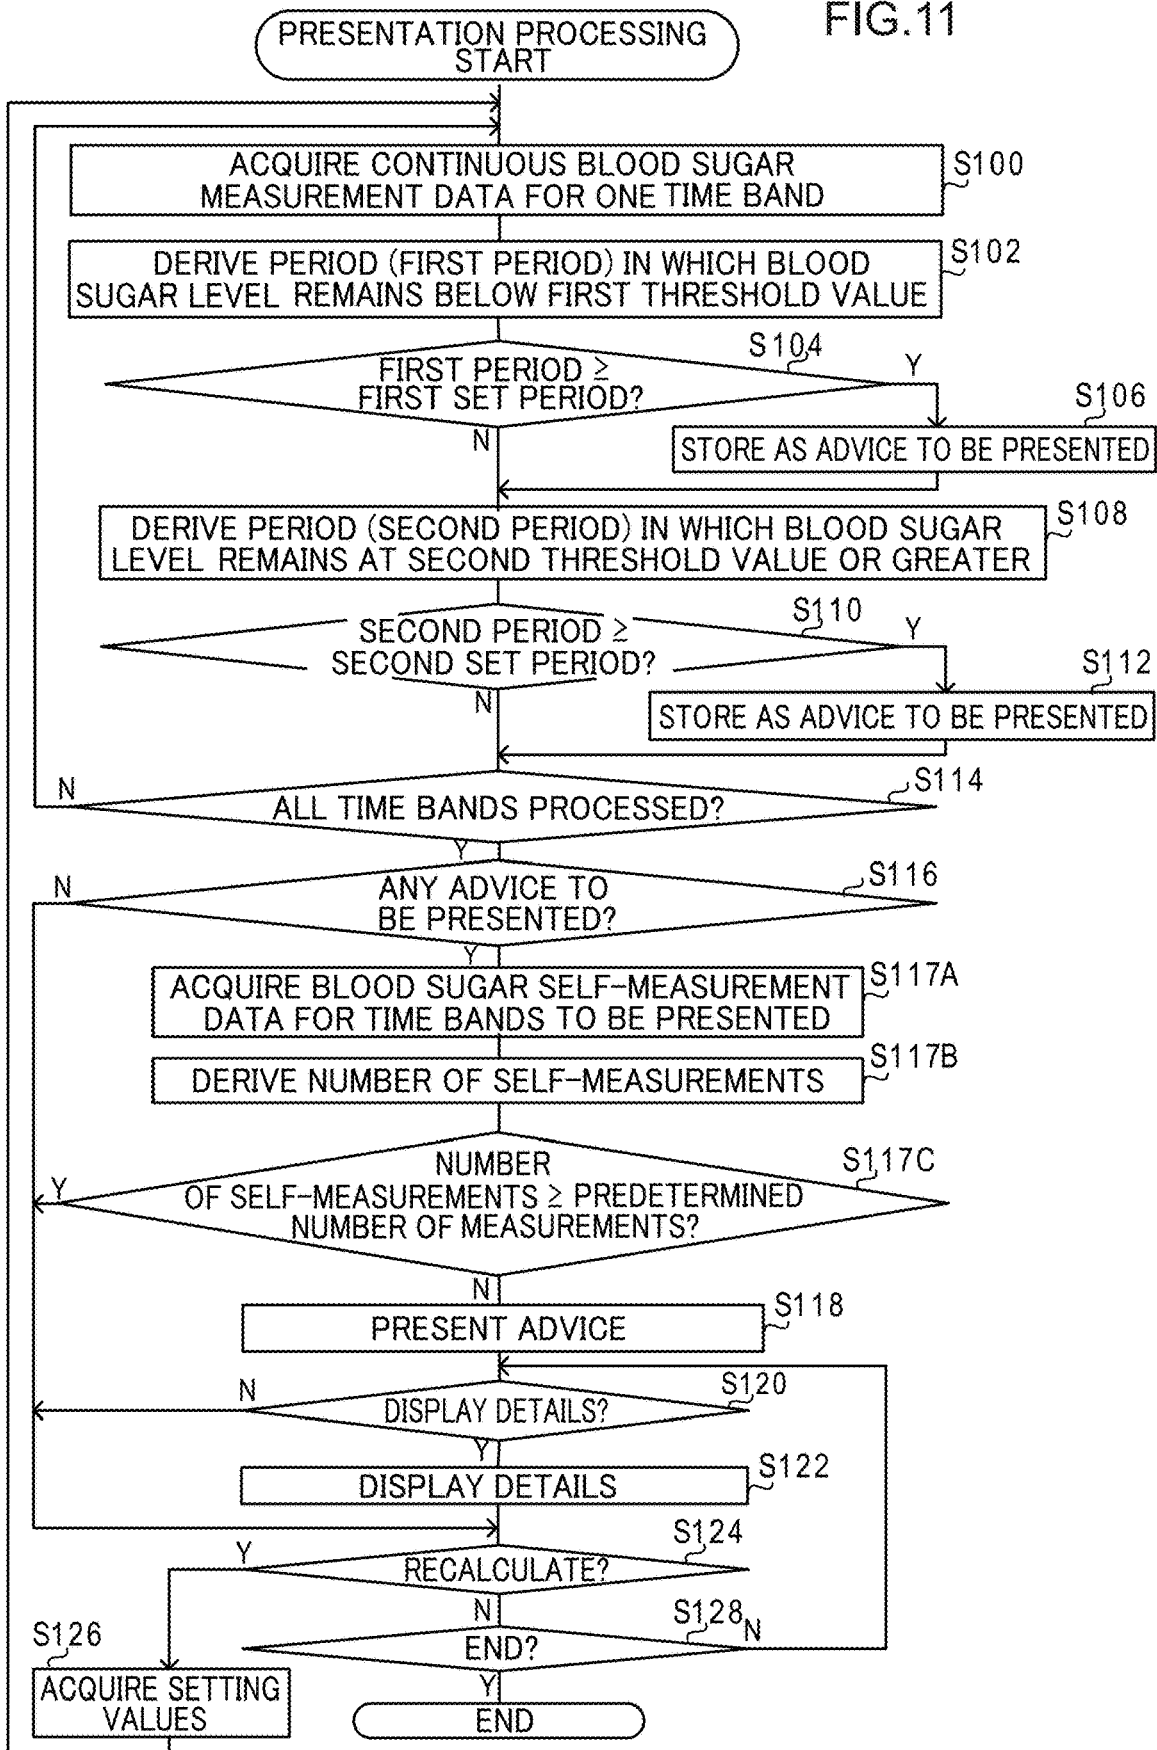 FIG.11
PRESENTATION PROCESSING
START
ACQUIRE CONTINUOUS BLOOD SUGAR
MEASUREMENT DATA FOR ONE TIME BAND
S100
DERIVE PERIOD (FIRST PERIOD) IN WHICH BLOOD
SUGAR LEVEL REMAINS BELOW FIRST THRESHOLD VALUE
S102
FIRST PERIOD ≥
FIRST SET PERIOD?
S104
Y
N
S106
STORE AS ADVICE TO BE PRESENTED
DERIVE PERIOD (SECOND PERIOD) IN WHICH BLOOD SUGAR
LEVEL REMAINS AT SECOND THRESHOLD VALUE OR GREATER
S108
SECOND PERIOD ≥
SECOND SET PERIOD?
S110
Y
N
S112
STORE AS ADVICE TO BE PRESENTED
N
ALL TIME BANDS PROCESSED?
S114
Y
N
ANY ADVICE TO
BE PRESENTED?
S116
Y
ACQUIRE BLOOD SUGAR SELF-MEASUREMENT
DATA FOR TIME BANDS TO BE PRESENTED
S117A
DERIVE NUMBER OF SELF-MEASUREMENTS
S117B
Y
NUMBER
OF SELF-MEASUREMENTS ≥ PREDETERMINED
NUMBER OF MEASUREMENTS?
S117C
N
PRESENT ADVICE
S118
N
DISPLAY DETAILS?
S120
Y
DISPLAY DETAILS
S122
Y
RECALCULATE?
S124
N
S126
ACQUIRE SETTING
VALUES
END?
S128
N
Y
END